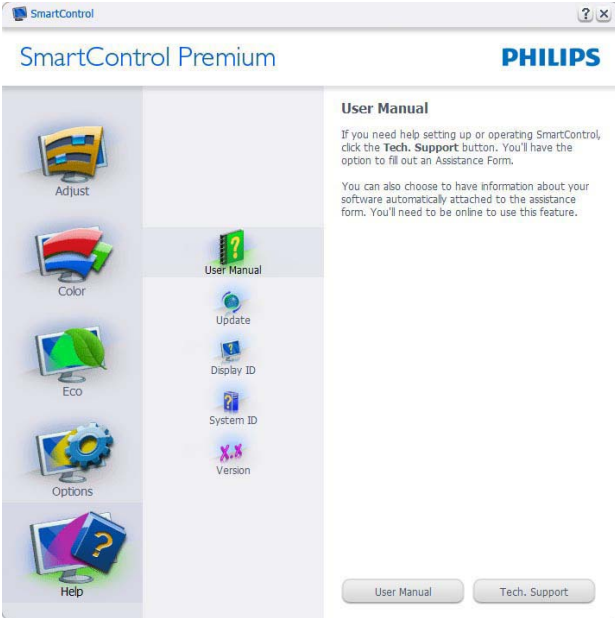 SmartControl
? ×
SmartControl Premium
PHILIPS
Adjust
Color
Eco
Options
Help
User Manual
Update
Display ID
System ID
X.X
Version
User Manual
If you need help setting up or operating SmartControl,
click the Tech. Support button. You'll have the
option to fill out an Assistance Form.
You can also choose to have information about your
software automatically attached to the assistance
form. You'll need to be online to use this feature.
User Manual
Tech. Support